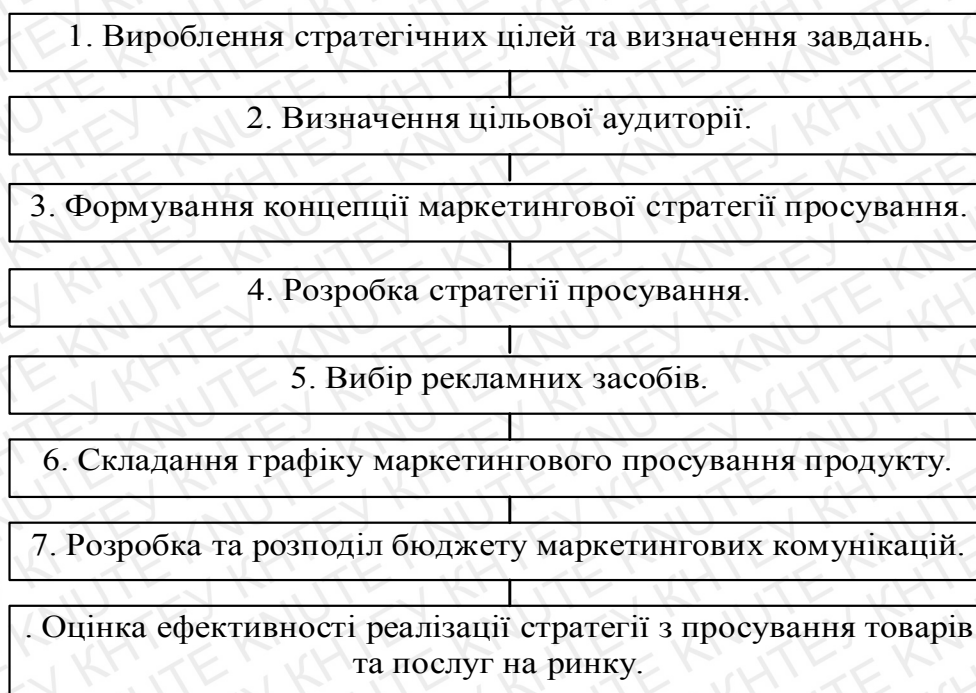 1. Вироблення стратегічних цілей та визначення завдань.
2. Визначення цільової аудиторії.
3. Формування концепції маркетингової стратегії просування.
4. Розробка стратегії просування.
5. Вибір рекламних засобів.
6. Складання графіку маркетингового просування продукту.
7. Розробка та розподіл бюджету маркетингових комунікацій.
. Оцінка ефективності реалізації стратегії з просування товарів
та послуг на ринку.